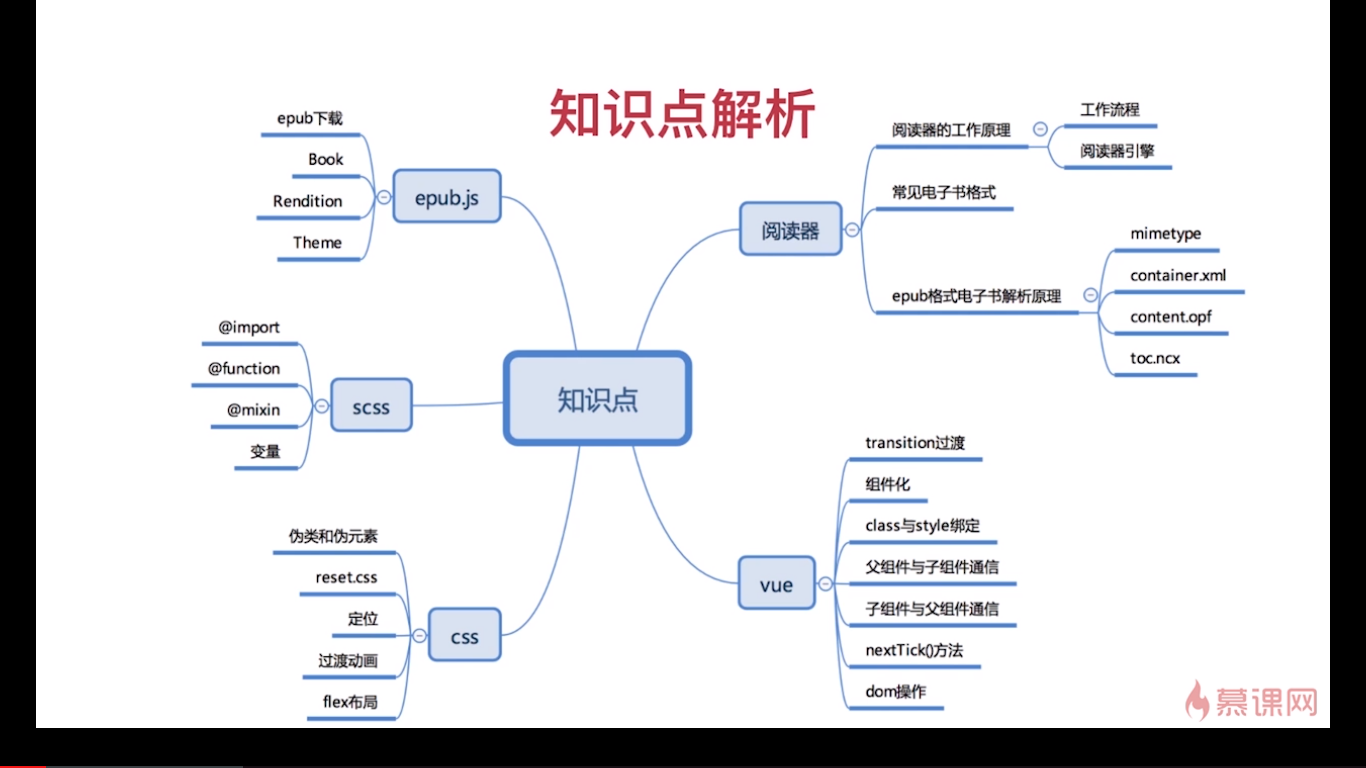 知识点解析
epub下载
Book
Rendition
Theme
epub.js
@import
@function
@mixin
变量
scss
伪类和伪元素
reset.css
定位
过渡动画
flex布局
css
知识点
阅读器
阅读器的工作原理
工作流程
阅读器引擎
常见电子书格式
epub格式电子书解析原理
mimetype
container.xml
content.opf
toc.ncx
vue
transition过渡
组件化
class与style绑定
父组件与子组件通信
子组件与父组件通信
nextTick()方法
dom操作
慕课网